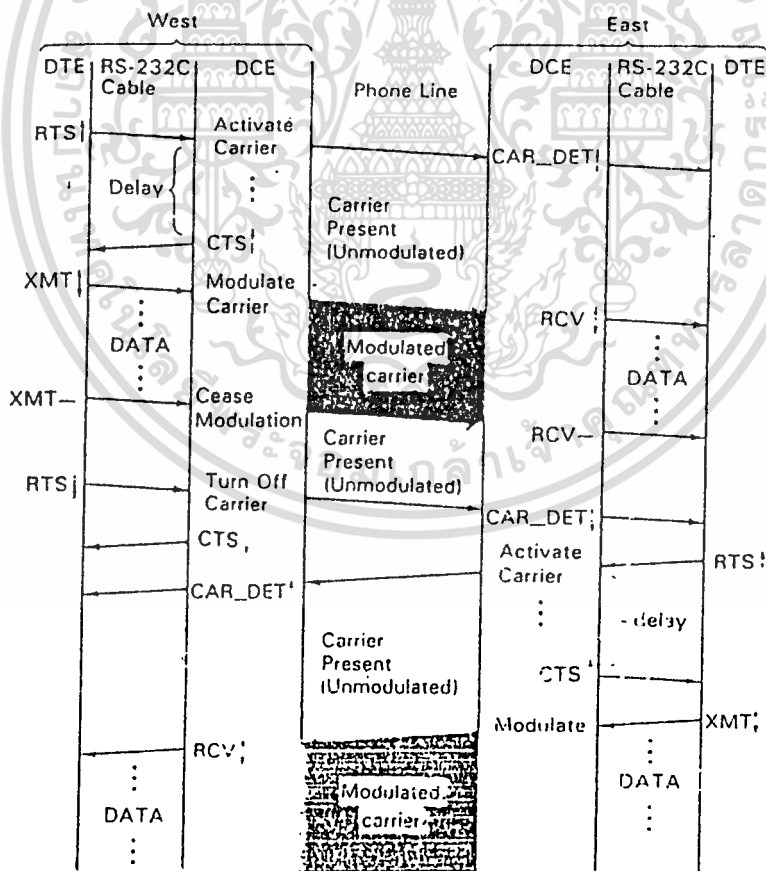 West
East
DTE RS-232C DCE
Cable
Phone Line
DCE RS-232C DTE
Cable
RTS
Activate
Carrier
CAR_DET
Delay
Carrier
Present
(Unmodulated)
CTS
XMT
Modulate
Carrier
RCV
Modulated
carrier
DATA
DATA
XMT–
Cease
Modulation
RCV–
Carrier
Present
(Unmodulated)
RTS
Turn Off
Carrier
CAR_DET
CTS
Activate
Carrier
RTS
CAR_DET
delay
Carrier
Present
(Unmodulated)
CTS
Modulate
XMT
RCV
Modulated
carrier
DATA
DATA